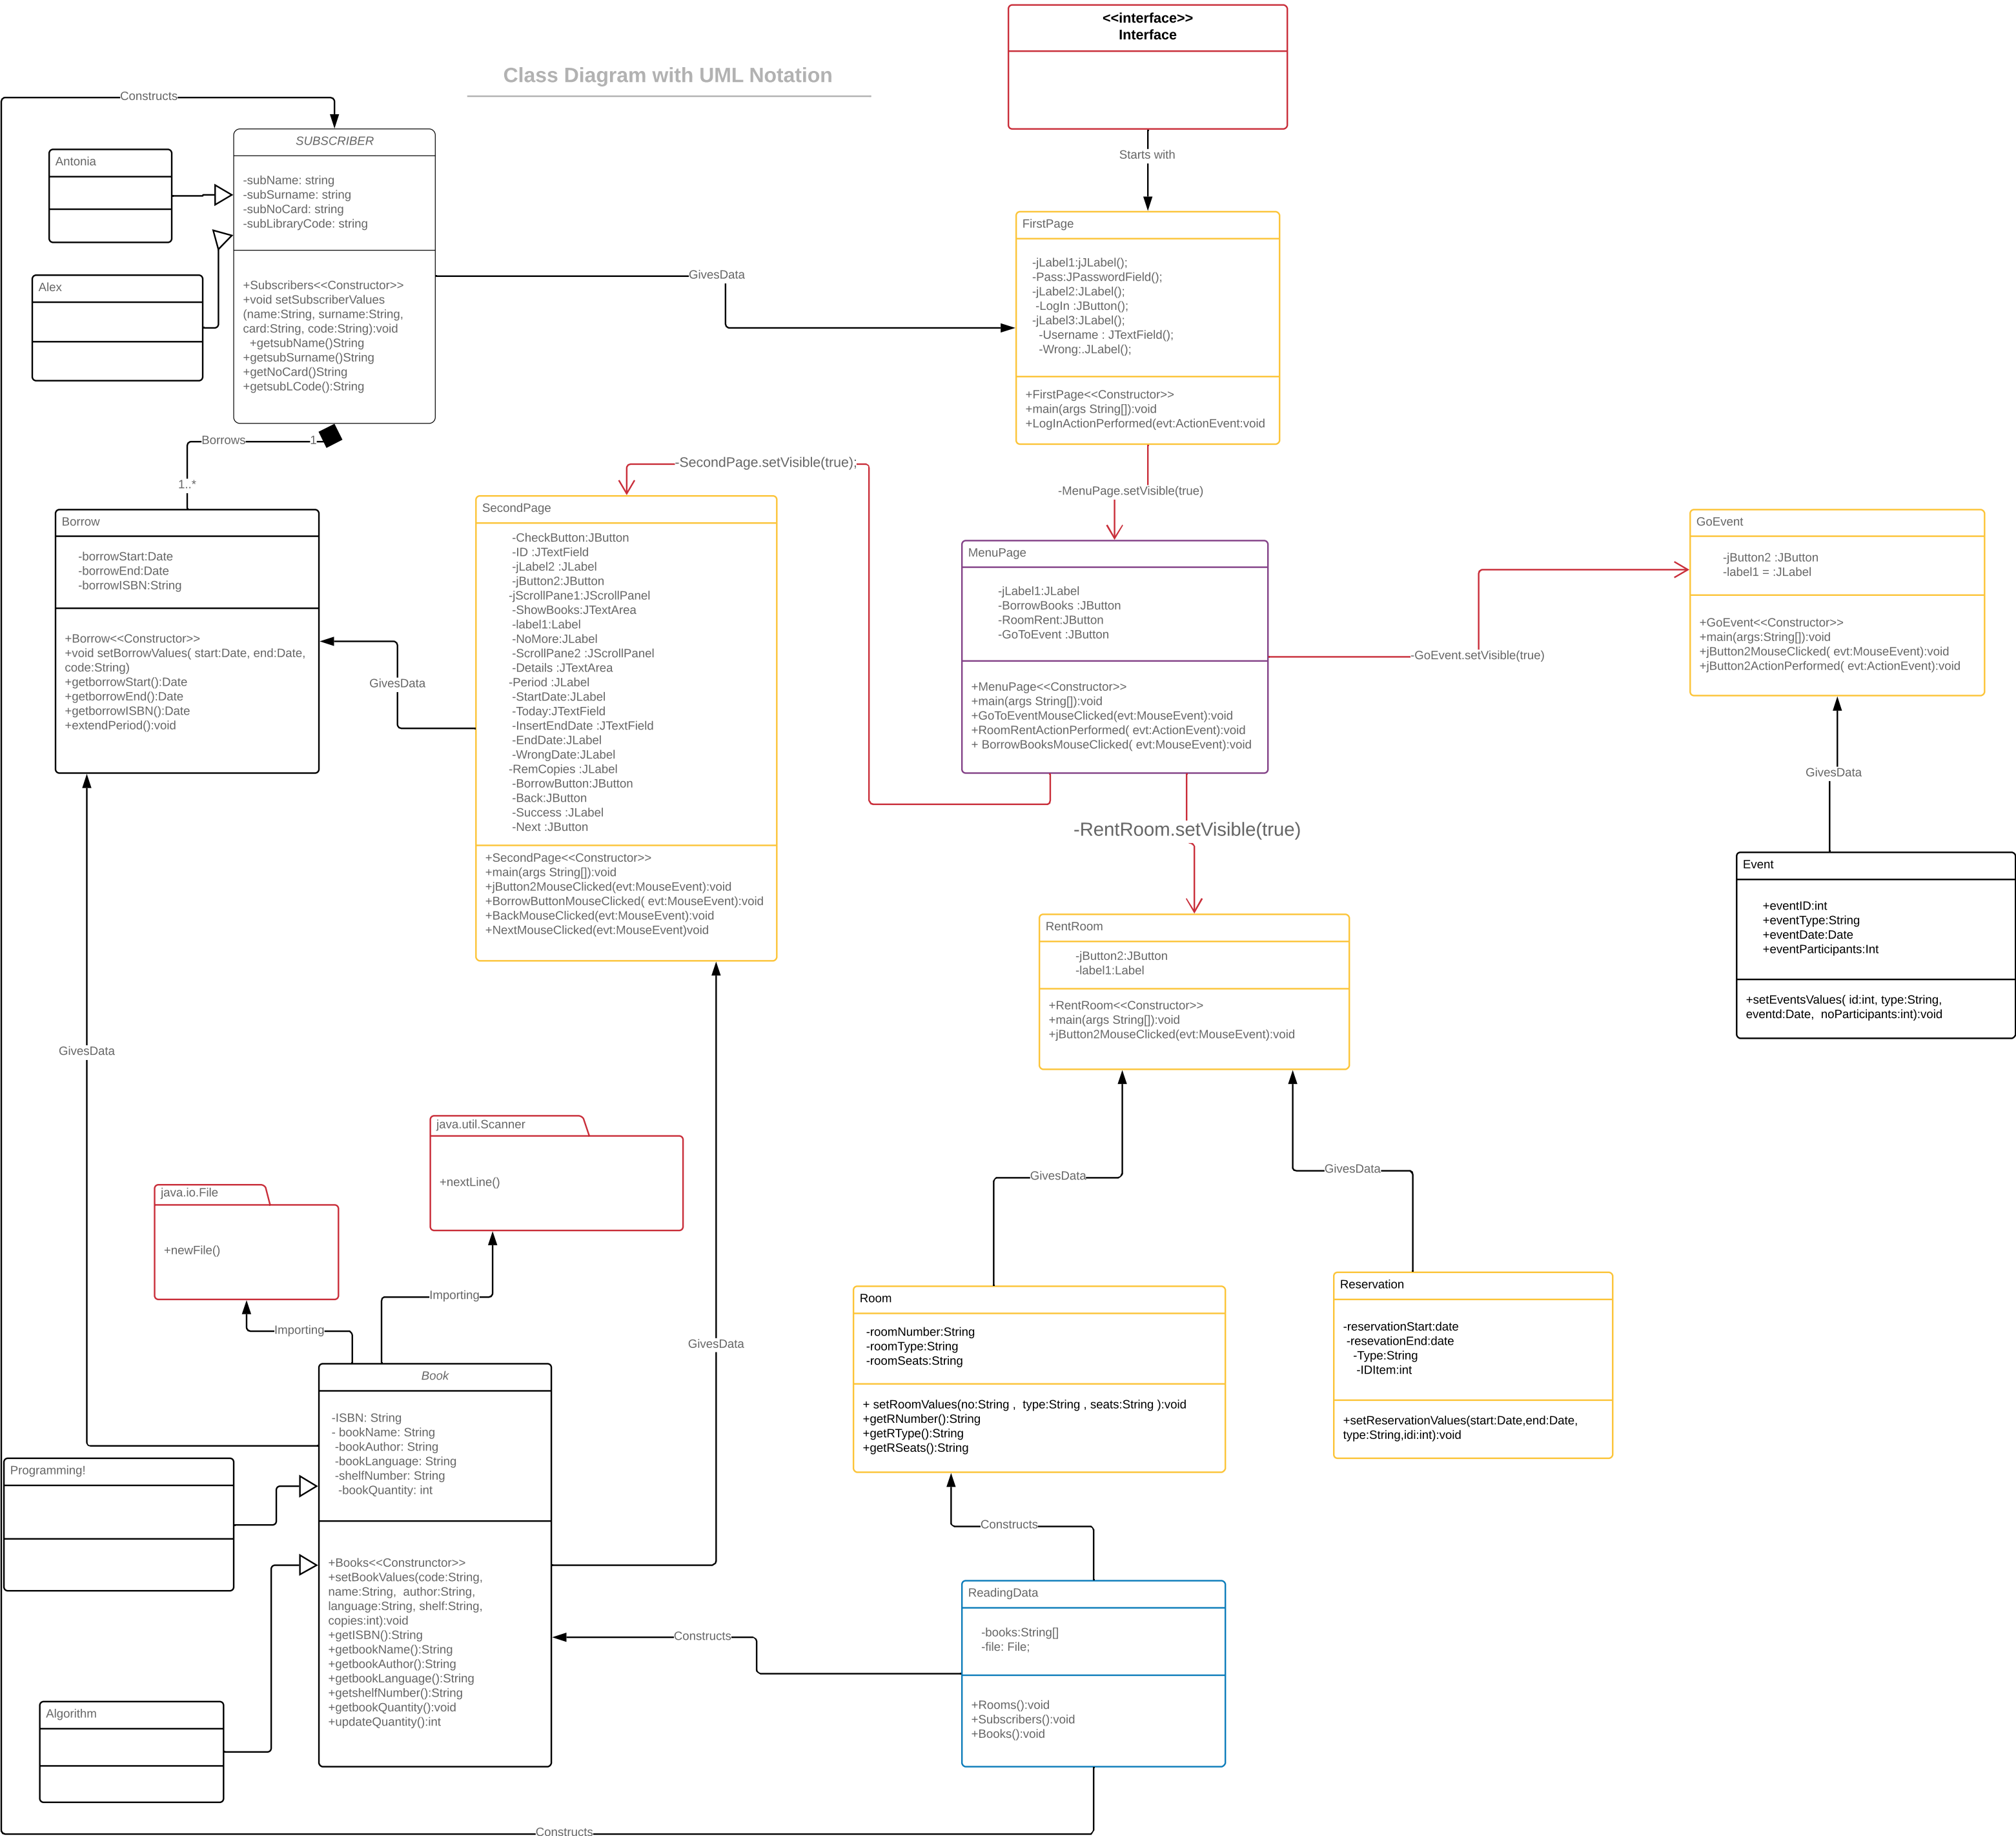 <<interface>>
Interface
Class Diagram with UML Notation
Constructs
SUBSCRIBER
-subName: string
-subSurname: string
-subNoCard: string
-subLibraryCode: string
+Subscribers<<Constructor>>
+void setSubscriberValues
(name:String, surname:String,
card:String, code:String):void
+getsubName()String
+getsubSurname()String
+getNoCard()String
+getsubLCode():String
Antonia
Alex
Starts with
FirstPage
-jLabel1:jJLabel();
-Pass:JPasswordField();
-jLabel2:JLabel();
-LogIn :JButton();
-jLabel3:JLabel();
-Username : JTextField();
-Wrong:.JLabel();
+FirstPage<<Constructor>>
+main(args String[]):void
+LogInActionPerformed(evt:ActionEvent:void
GivesData
Borrows
1
1..*
-SecondPage.setVisible(true);
-MenuPage.setVisible(true)
Borrow
-borrowStart:Date
-borrowEnd:Date
-borrowISBN:String
+Borrow<<Constructor>>
+void setBorrowValues( start:Date, end:Date,
code:String)
+getborrowStart():Date
+getborrowEnd():Date
+getborrowISBN():Date
+extendPeriod():void
GivesData
SecondPage
-CheckButton:JButton
-ID :JTextField
-jLabel2 :JLabel
-jButton2:JButton
-jScrollPane1:JScrollPanel
-ShowBooks:JTextArea
-label1:Label
-NoMore:JLabel
-ScrollPane2 :JScrollPanel
-Details :JTextArea
-Period :JLabel
-StartDate:JLabel
-Today:JTextField
-InsertEndDate :JTextField
-EndDate:JLabel
-WrongDate:JLabel
-RemCopies :JLabel
-BorrowButton:JButton
-Back:JButton
-Success :JLabel
-Next :JButton
+SecondPage<<Constructor>>
+main(args String[]):void
+jButton2MouseClicked(evt:MouseEvent):void
+BorrowButtonMouseClicked( evt:MouseEvent):void
+BackMouseClicked(evt:MouseEvent):void
+NextMouseClicked(evt:MouseEvent)void
MenuPage
-jLabel1:JLabel
-BorrowBooks :JButton
-RoomRent:JButton
-GoToEvent :JButton
+MenuPage<<Constructor>>
+main(args String[]):void
+GoToEventMouseClicked(evt:MouseEvent):void
+RoomRentActionPerformed( evt:ActionEvent):void
+ BorrowBooksMouseClicked( evt:MouseEvent):void
-GoEvent.setVisible(true)
GoEvent
-jButton2 :JButton
-label1 = :JLabel
+GoEvent<<Constructor>>
+main(args:String[]):void
+jButton2MouseClicked( evt:MouseEvent):void
+jButton2ActionPerformed( evt:ActionEvent):void
GivesData
-RentRoom.setVisible(true)
Event
+eventID:int
+eventType:String
+eventDate:Date
+eventParticipants:Int
+setEventsValues( id:int, type:String,
eventd:Date,  noParticipants:int):void
RentRoom
-jButton2:JButton
-label1:Label
+RentRoom<<Constructor>>
+main(args String[]):void
+jButton2MouseClicked(evt:MouseEvent):void
GivesData
java.util.Scanner
+nextLine()
java.io.File
+newFile()
GivesData
GivesData
Importing
Importing
GivesData
Room
-roomNumber:String
-roomType:String
-roomSeats:String
+ setRoomValues(no:String ,  type:String , seats:String ):void
+getRNumber():String
+getRType():String
+getRSeats():String
Reservation
-reservationStart:date
-resevationEnd:date
-Type:String
-IDItem:int
+setReservationValues(start:Date,end:Date,
type:String,idi:int):void
Book
-ISBN: String
- bookName: String
-bookAuthor: String
-bookLanguage: String
-shelfNumber: String
-bookQuantity: int
+Books<<Construnctor>>
+setBookValues(code:String,
name:String,  author:String,
language:String, shelf:String,
copies:int):void
+getISBN():String
+getbookName():String
+getbookAuthor():String
+getbookLanguage():String
+getshelfNumber():String
+getbookQuantity():void
+updateQuantity():int
Programming!
Algorithm
Constructs
Constructs
ReadingData
-books:String[]
-file: File;
+Rooms():void
+Subscribers():void
+Books():void
Constructs